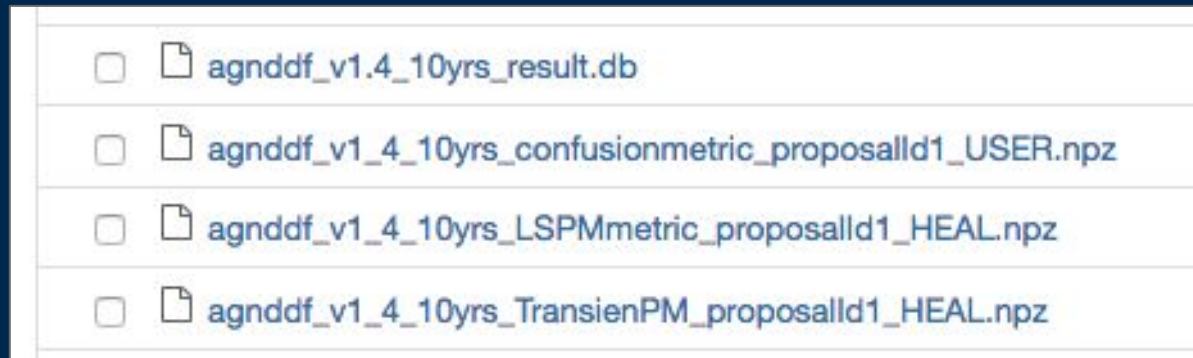 agnddf_v1.4_10yrs_result.db
agnddf_v1_4_10yrs_confusionmetric_proposalId1_USER.npz
agnddf_v1_4_10yrs_LSPMmetric_proposalId1_HEAL.npz
agnddf_v1_4_10yrs_TransienPM_proposalId1_HEAL.npz